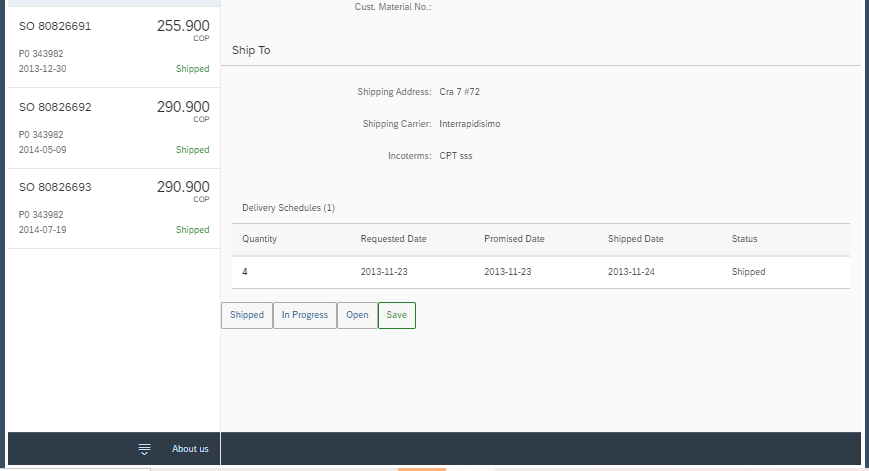 SO 80826691
255.900
COP
P0 343982
2013-12-30
Shipped
SO 80826692
290.900
COP
P0 343982
2014-05-09
Shipped
SO 80826693
290.900
COP
P0 343982
2014-07-19
Shipped
About us
Cust. Material No.:
Ship To
Shipping Address: Cra 7 #72
Shipping Carrier: Interrapidisimo
Incoterms: CPT sss
Delivery Schedules (1)
Quantity Requested Date Promised Date Shipped Date Status
4 2013-11-23 2013-11-23 2013-11-24 Shipped
Shipped In Progress Open Save